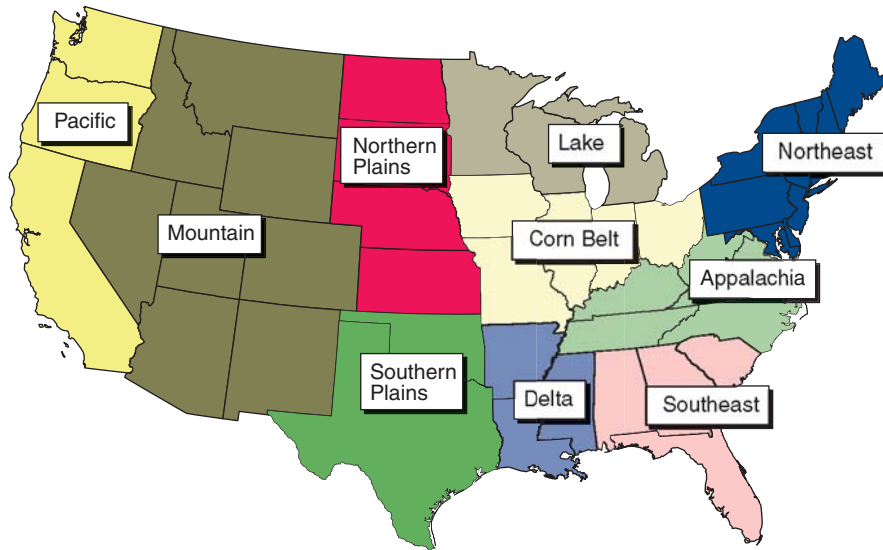 Pacific
Northern
Plains
Lake
Northeast
Mountain
Corn Belt
Appalachia
Southern
Plains
Delta
Southeast